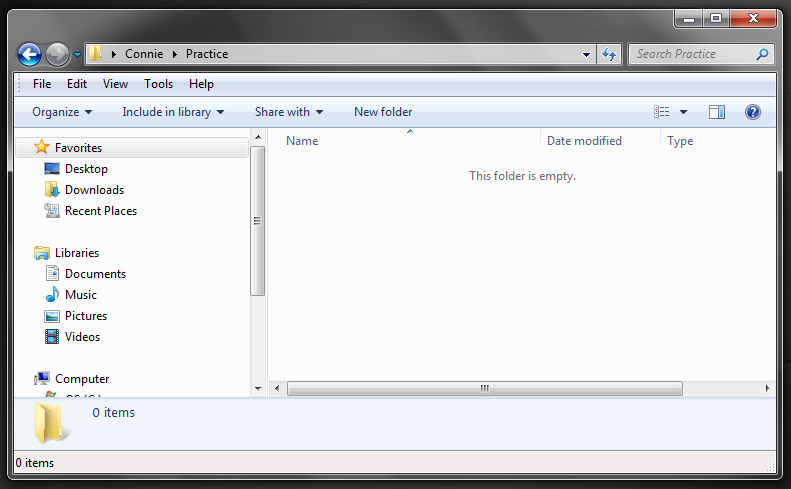 Connie Practice
Search Practice
File Edit View Tools Help
Organize Include in library Share with New folder
Favorites
Desktop
Downloads
Recent Places
Libraries
Documents
Music
Pictures
Videos
Computer
Name Date modified Type
This folder is empty.
0 items
0 items